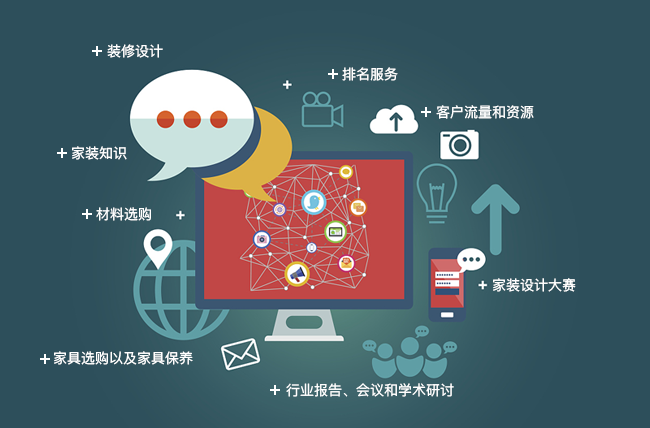 + 装修设计
+ 排名服务
+ 客户流量和资源
+ 家装知识
+ 材料选购
+ 家装设计大赛
+ 家具选购以及家具保养
+ 行业报告、会议和学术研讨